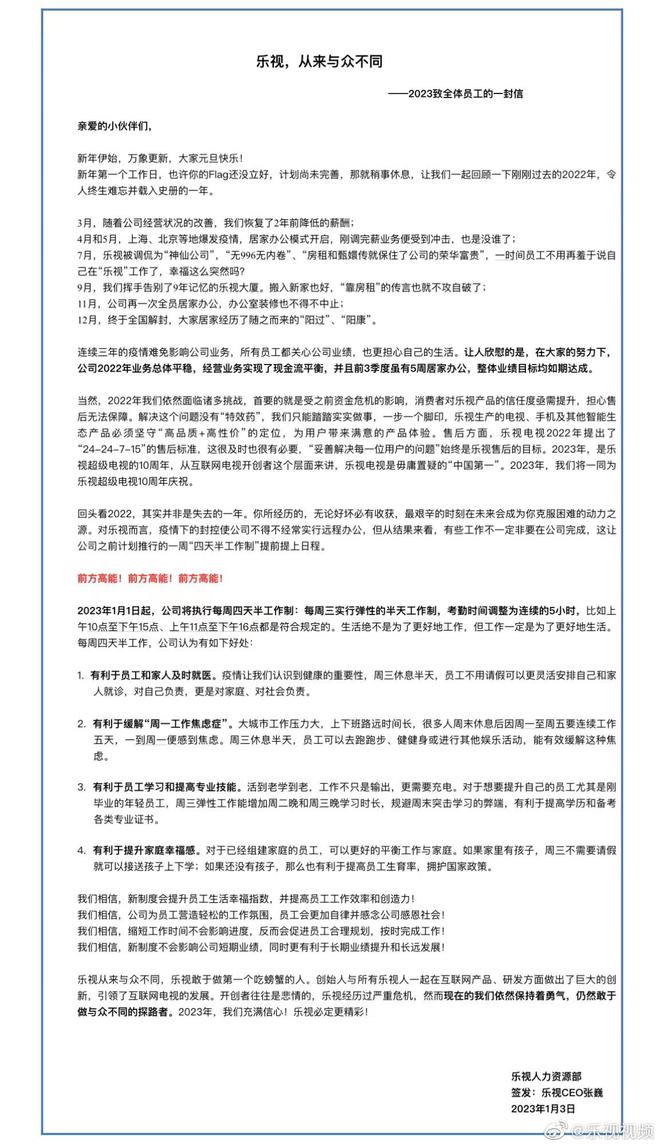 乐视，从来与众不同
——2023致全体员工的一封信
亲爱的小伙伴们，
新年伊始，万象更新，大家元旦快乐！
新年第一个工作日，也许你的Flag还没立好，计划尚未完善，那就稍事休息，让我们一起回顾一下刚刚过去的2022年，令
人终生难忘并载入史册的一年。
3月，随着公司经营状况的改善，我们恢复了2年前降低的薪酬；
4月和5月，上海、北京等地爆发疫情，居家办公模式开启，刚调完薪业务便受到冲击，也是没谁了；
7月，乐视被调侃为“神仙公司”，“无996无内卷”、“房租和甄嬛传就保住了公司的荣华富贵”，一时间员工不用再羞于说自
己在“乐视”工作了，幸福这么突然吗？
9月，我们挥手告别了9年记忆的乐视大厦。搬入新家也好，“靠房租”的传言也就不攻自破了；
11月，公司再一次全员居家办公，办公室装修也不得不中止；
12月，终于全国解封，大家居家经历了随之而来的“阳过”、“阳康”。
连续三年的疫情难免影响公司业务，所有员工都关心公司业绩，也更担心自己的生活。让人欣慰的是，在大家的努力下，
公司2022年业务总体平稳，经营业务实现了现金流平衡，并且前3季度虽有5周居家办公，整体业绩目标均如期达成。
当然，2022年我们依然面临诸多挑战，首要的就是受之前资金危机的影响，消费者对乐视产品的信任度亟需提升，担心售
后无法保障。解决这个问题没有“特效药”，我们只能踏踏实实做事，一步一个脚印，乐视生产的电视、手机及其他智能生
态产品必须坚守“高品质+高性价”的定位，为用户带来满意的产品体验。售后方面，乐视电视2022年提出了
“24-24-7-15”的售后标准，这很及时也很有必要，“妥善解决每一位用户的问题”始终是乐视售后的目标。2023年，是乐
视超级电视的10周年，从互联网电视开创者这个层面来讲，乐视电视是毋庸置疑的“中国第一”。2023年，我们将一同为
乐视超级电视10周年庆祝。
回头看2022，其实并非是失去的一年。你所经历的，无论好坏必有收获，最艰辛的时刻在未来会成为你克服困难的动力之
源。对乐视而言，疫情下的封控使公司不得不经常实行远程办公，但从结果来看，有些工作不一定非要在公司完成，这让
公司之前计划推行的一周“四天半工作制”提前提上日程。
前方高能！前方高能！前方高能！
2023年1月1日起，公司将执行每周四天半工作制：每周三实行弹性的半天工作制，考勤时间调整为连续的5小时，比如上
午10点至下午15点、上午11点至下午16点都是符合规定的。生活绝不是为了更好地工作，但工作一定是为了更好地生活。
每周四天半工作，公司认为有如下好处：
1. 有利于员工和家人及时就医。疫情让我们认识到健康的重要性，周三休息半天，员工不用请假可以更灵活安排自己和家
人就诊，对自己负责，更是对家庭、对社会负责。
2. 有利于缓解“周一工作焦虑症”。大城市工作压力大，上下班路远时间长，很多人周末休息后因周一至周五要连续工作
五天，一到周一便感到焦虑。周三休息半天，员工可以去跑跑步、健健身或进行其他娱乐活动，能有效缓解这种焦
虑。
3. 有利于员工学习和提高专业技能。活到老学到老，工作不只是输出，更需要充电。对于想要提升自己的员工尤其是刚
毕业的年轻员工，周三弹性工作能增加周二晚和周三晚学习时长，规避周末突击学习的弊端，有利于提高学历和备考
各类专业证书。
4. 有利于提升家庭幸福感。对于已经组建家庭的员工，可以更好的平衡工作与家庭。如果家里有孩子，周三不需要请假
就可以接送孩子上下学；如果还没有孩子，那么也有利于提高员工生育率，拥护国家政策。
我们相信，新制度会提升员工生活幸福指数，并提高员工工作效率和创造力！
我们相信，公司为员工营造轻松的工作氛围，员工会更加自律并感念公司感恩社会！
我们相信，缩短工作时间不会影响进度，反而会促进员工合理规划，按时完成工作！
我们相信，新制度不会影响公司短期业绩，同时更有利于长期业绩提升和长远发展！
乐视从来与众不同，乐视敢于做第一个吃螃蟹的人。创始人与所有乐视人一起在互联网产品、研发方面做出了巨大的创
新，引领了互联网电视的发展。开创者往往是悲情的，乐视经历过严重危机，然而现在的我们依然保持着勇气，仍然敢于
做与众不同的探路者。2023年，我们充满信心！乐视必定更精彩！
乐视人力资源部
签发：乐视CEO张巍
2023年1月3日
@乐视视频